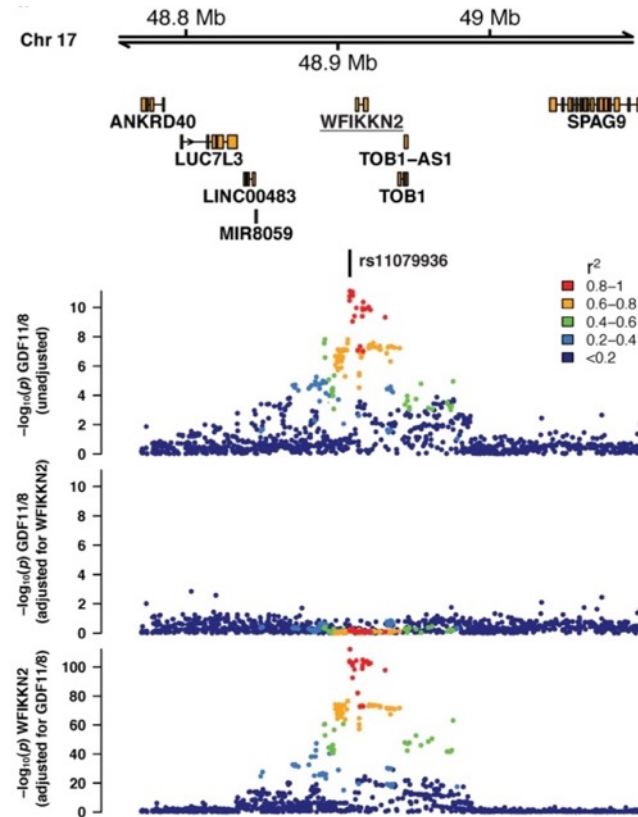 48.8 Mb
49 Mb
Chr 17
48.9 Mb
ANKRD40
WFIKKN2
SPAG9
LUC7L3
TOB1−AS1
LINC00483
TOB1
MIR8059
rs11079936
r²
0.8−1
0.6−0.8
0.4−0.6
0.2−0.4
<0.2
−log₁₀(p) GDF11/8
(unadjusted)
10
8
6
4
2
0
−log₁₀(p) GDF11/8
(adjusted for WFIKKN2)
10
8
6
4
2
0
−log₁₀(p) WFIKKN2
(adjusted for GDF11/8)
100
80
60
40
20
0